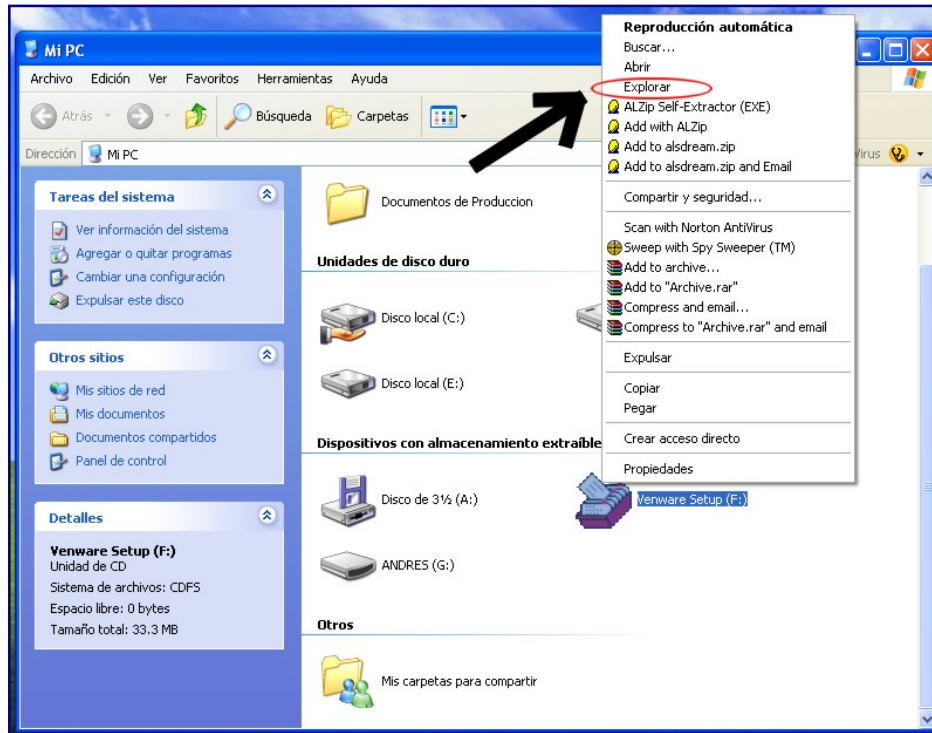 Mi PC
Archivo Edición Ver Favoritos Herramientas Ayuda
Atrás Búsqueda Carpetas
Dirección Mi PC
Tareas del sistema
Ver información del sistema
Agregar o quitar programas
Cambiar una configuración
Expulsar este disco
Otros sitios
Mis sitios de red
Mis documentos
Documentos compartidos
Panel de control
Detalles
Venware Setup (F:)
Unidad de CD
Sistema de archivos: CDFS
Espacio libre: 0 bytes
Tamaño total: 33.3 MB
Documentos de Produccion
Unidades de disco duro
Disco local (C:)
Disco local (E:)
Dispositivos con almacenamiento extraíble
Disco de 3½ (A:)
Venware Setup (F:)
ANDRES (G:)
Otros
Mis carpetas para compartir
Reproducción automática
Buscar...
Abrir
Explorar
ALZip Self-Extractor (EXE)
Add with ALZip
Add to alsdream.zip
Add to alsdream.zip and Email
Compartir y seguridad...
Scan with Norton AntiVirus
Sweep with Spy Sweeper (TM)
Add to archive...
Add to "Archive.rar"
Compress and email...
Compress to "Archive.rar" and email
Expulsar
Copiar
Pegar
Crear acceso directo
Propiedades